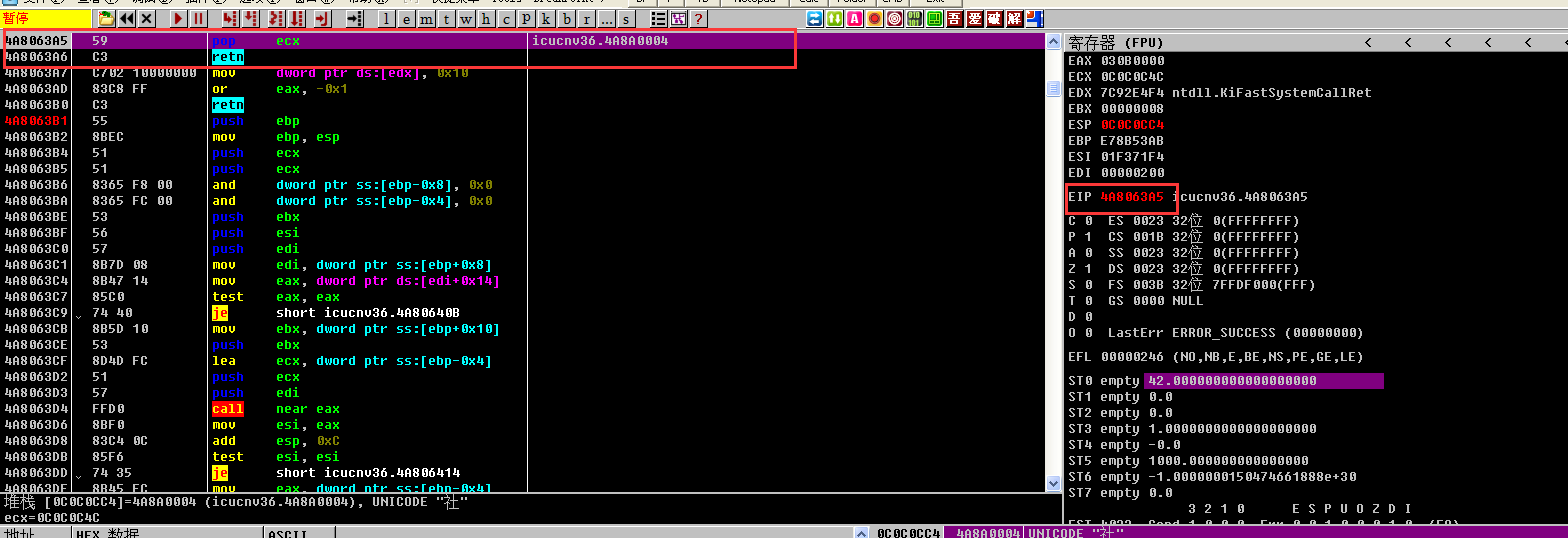 暂停 l e m t w h c p k b r ... s ?
吾 爱 破 解
4A8063A5 59 pop ecx icucnv36.4A8A0004
4A8063A6 C3 retn
4A8063A7 C702 10000000 mov dword ptr ds:[edx], 0x10
4A8063AD 83C8 FF or eax, -0x1
4A8063B0 C3 retn
4A8063B1 55 push ebp
4A8063B2 8BEC mov ebp, esp
4A8063B4 51 push ecx
4A8063B5 51 push ecx
4A8063B6 8365 F8 00 and dword ptr ss:[ebp-0x8], 0x0
4A8063BA 8365 FC 00 and dword ptr ss:[ebp-0x4], 0x0
4A8063BE 53 push ebx
4A8063BF 56 push esi
4A8063C0 57 push edi
4A8063C1 8B7D 08 mov edi, dword ptr ss:[ebp+0x8]
4A8063C4 8B47 14 mov eax, dword ptr ds:[edi+0x14]
4A8063C7 85C0 test eax, eax
4A8063C9 74 40 je short icucnv36.4A80640B
4A8063CB 8B5D 10 mov ebx, dword ptr ss:[ebp+0x10]
4A8063CE 53 push ebx
4A8063CF 8D4D FC lea ecx, dword ptr ss:[ebp-0x4]
4A8063D2 51 push ecx
4A8063D3 57 push edi
4A8063D4 FFD0 call near eax
4A8063D6 8BF0 mov esi, eax
4A8063D8 83C4 0C add esp, 0xC
4A8063DB 85F6 test esi, esi
4A8063DD 74 35 je short icucnv36.4A806414
4A8063DF 8B45 FC mov eax, dword ptr ss:[ebp-0x4]
堆栈 [0C0C0CC4]=4A8A0004 (icucnv36.4A8A0004), UNICODE "社"
ecx=0C0C0C4C
地址 HEX 数据 ASCII
0C0C0CC4 4A8A0004 UNICODE "社"
寄存器 (FPU) < < < < <
EAX 030B0000
ECX 0C0C0C4C
EDX 7C92E4F4 ntdll.KiFastSystemCallRet
EBX 00000008
ESP 0C0C0CC4
EBP E78B53AB
ESI 01F371F4
EDI 00000200
EIP 4A8063A5 icucnv36.4A8063A5
C 0 ES 0023 32位 0(FFFFFFFF)
P 1 CS 001B 32位 0(FFFFFFFF)
A 0 SS 0023 32位 0(FFFFFFFF)
Z 1 DS 0023 32位 0(FFFFFFFF)
S 0 FS 003B 32位 7FFDF000(FFF)
T 0 GS 0000 NULL
D 0
O 0 LastErr ERROR_SUCCESS (00000000)
EFL 00000246 (NO,NB,E,BE,NS,PE,GE,LE)
ST0 empty 42.000000000000000000
ST1 empty 0.0
ST2 empty 0.0
ST3 empty 1.0000000000000000000
ST4 empty -0.0
ST5 empty 1000.0000000000000000
ST6 empty -1.0000000150474661888e+30
ST7 empty 0.0
3 2 1 0 E S P U O Z D I